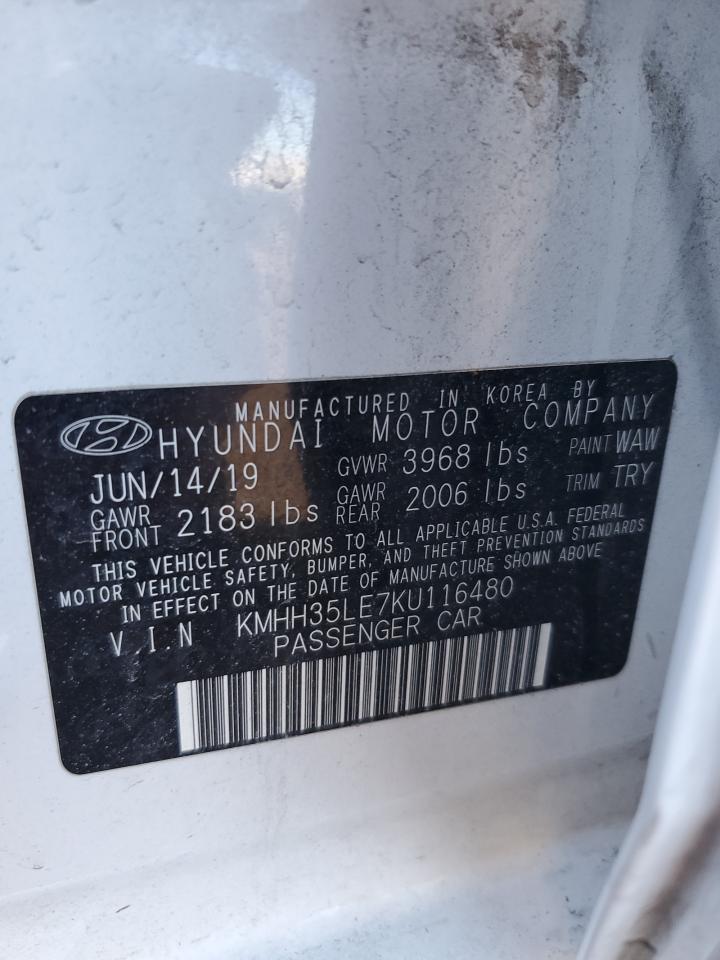 MANUFACTURED IN KOREA BY
HYUNDAI MOTOR COMPANY
JUN/14/19 GVWR 3968 lbs PAINT WAW
GAWR FRONT 2183 lbs GAWR REAR 2006 lbs TRIM TRY
THIS VEHICLE CONFORMS TO ALL APPLICABLE U.S.A. FEDERAL
MOTOR VEHICLE SAFETY, BUMPER, AND THEFT PREVENTION STANDARDS
IN EFFECT ON THE DATE OF MANUFACTURE SHOWN ABOVE
V.I.N KMHH35LE7KU116480
PASSENGER CAR